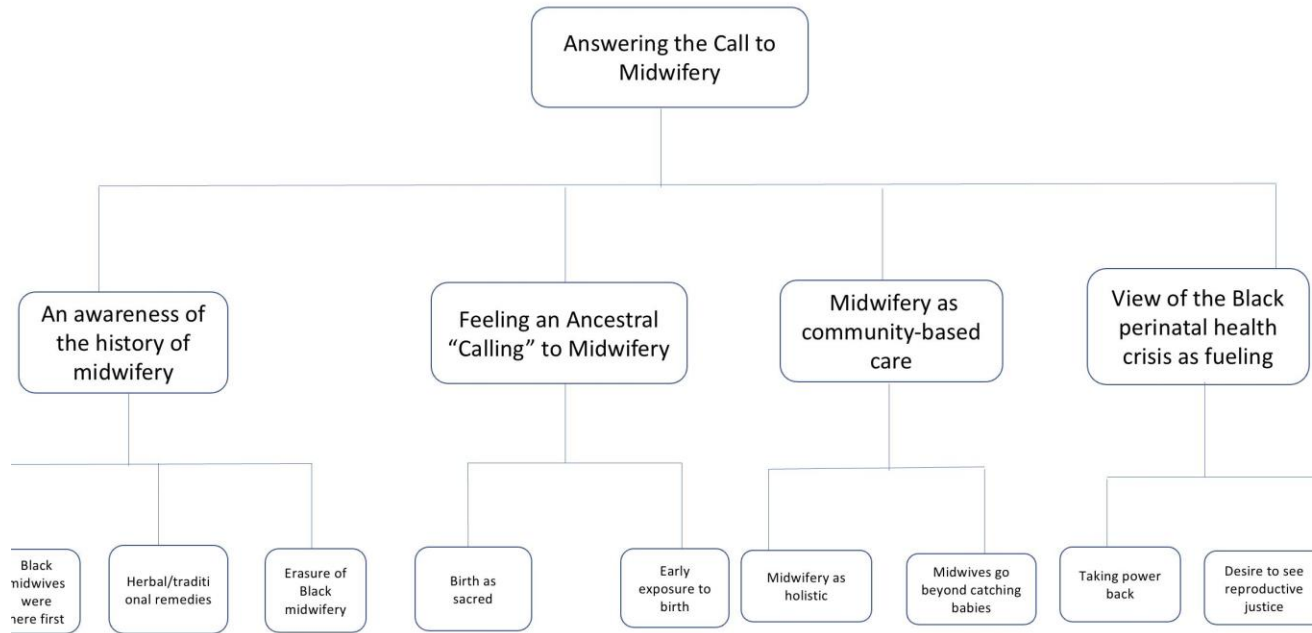 Answering the Call to
Midwifery
An awareness of
the history of
midwifery
Feeling an Ancestral
“Calling” to Midwifery
Midwifery as
community-based
care
View of the Black
perinatal health
crisis as fueling
Black
midwives
were
here first
Herbal/traditi
onal remedies
Erasure of
Black
midwifery
Birth as
sacred
Early
exposure to
birth
Midwifery as
holistic
Midwives go
beyond catching
babies
Taking power
back
Desire to see
reproductive
justice